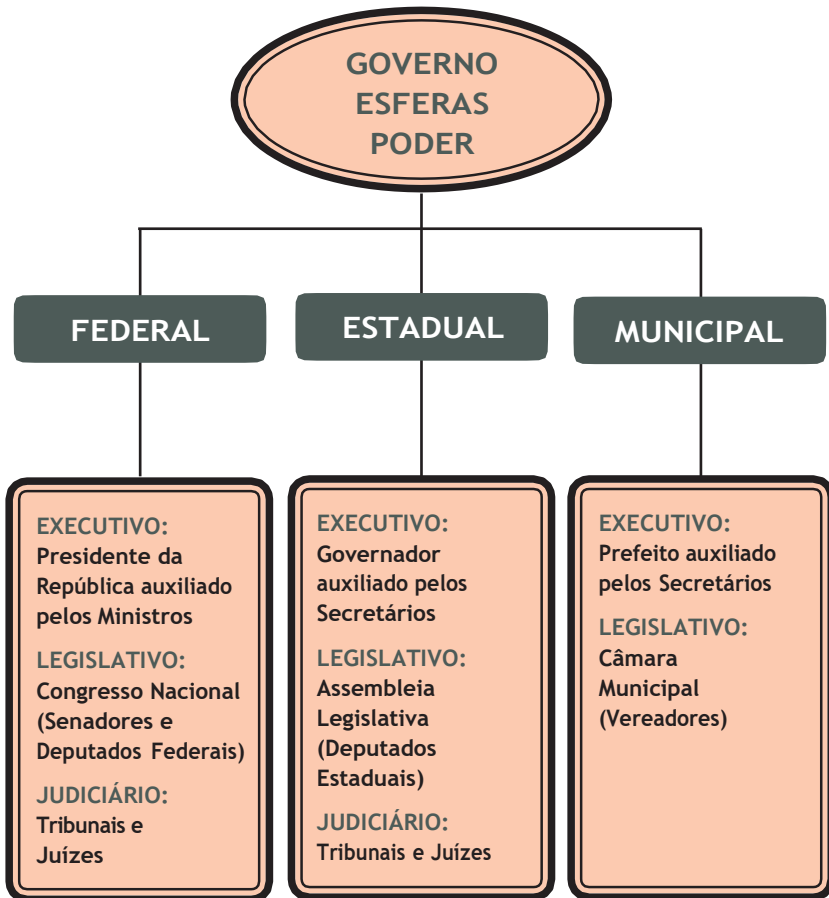 GOVERNO
ESFERAS
PODER
FEDERAL
ESTADUAL
MUNICIPAL
EXECUTIVO:
Presidente da
República auxiliado
pelos Ministros
LEGISLATIVO:
Congresso Nacional
(Senadores e
Deputados Federais)
JUDICIÁRIO:
Tribunais e
Juízes
EXECUTIVO:
Governador
auxiliado pelos
Secretários
LEGISLATIVO:
Assembleia
Legislativa
(Deputados
Estaduais)
JUDICIÁRIO:
Tribunais e Juízes
EXECUTIVO:
Prefeito auxiliado
pelos Secretários
LEGISLATIVO:
Câmara
Municipal
(Vereadores)